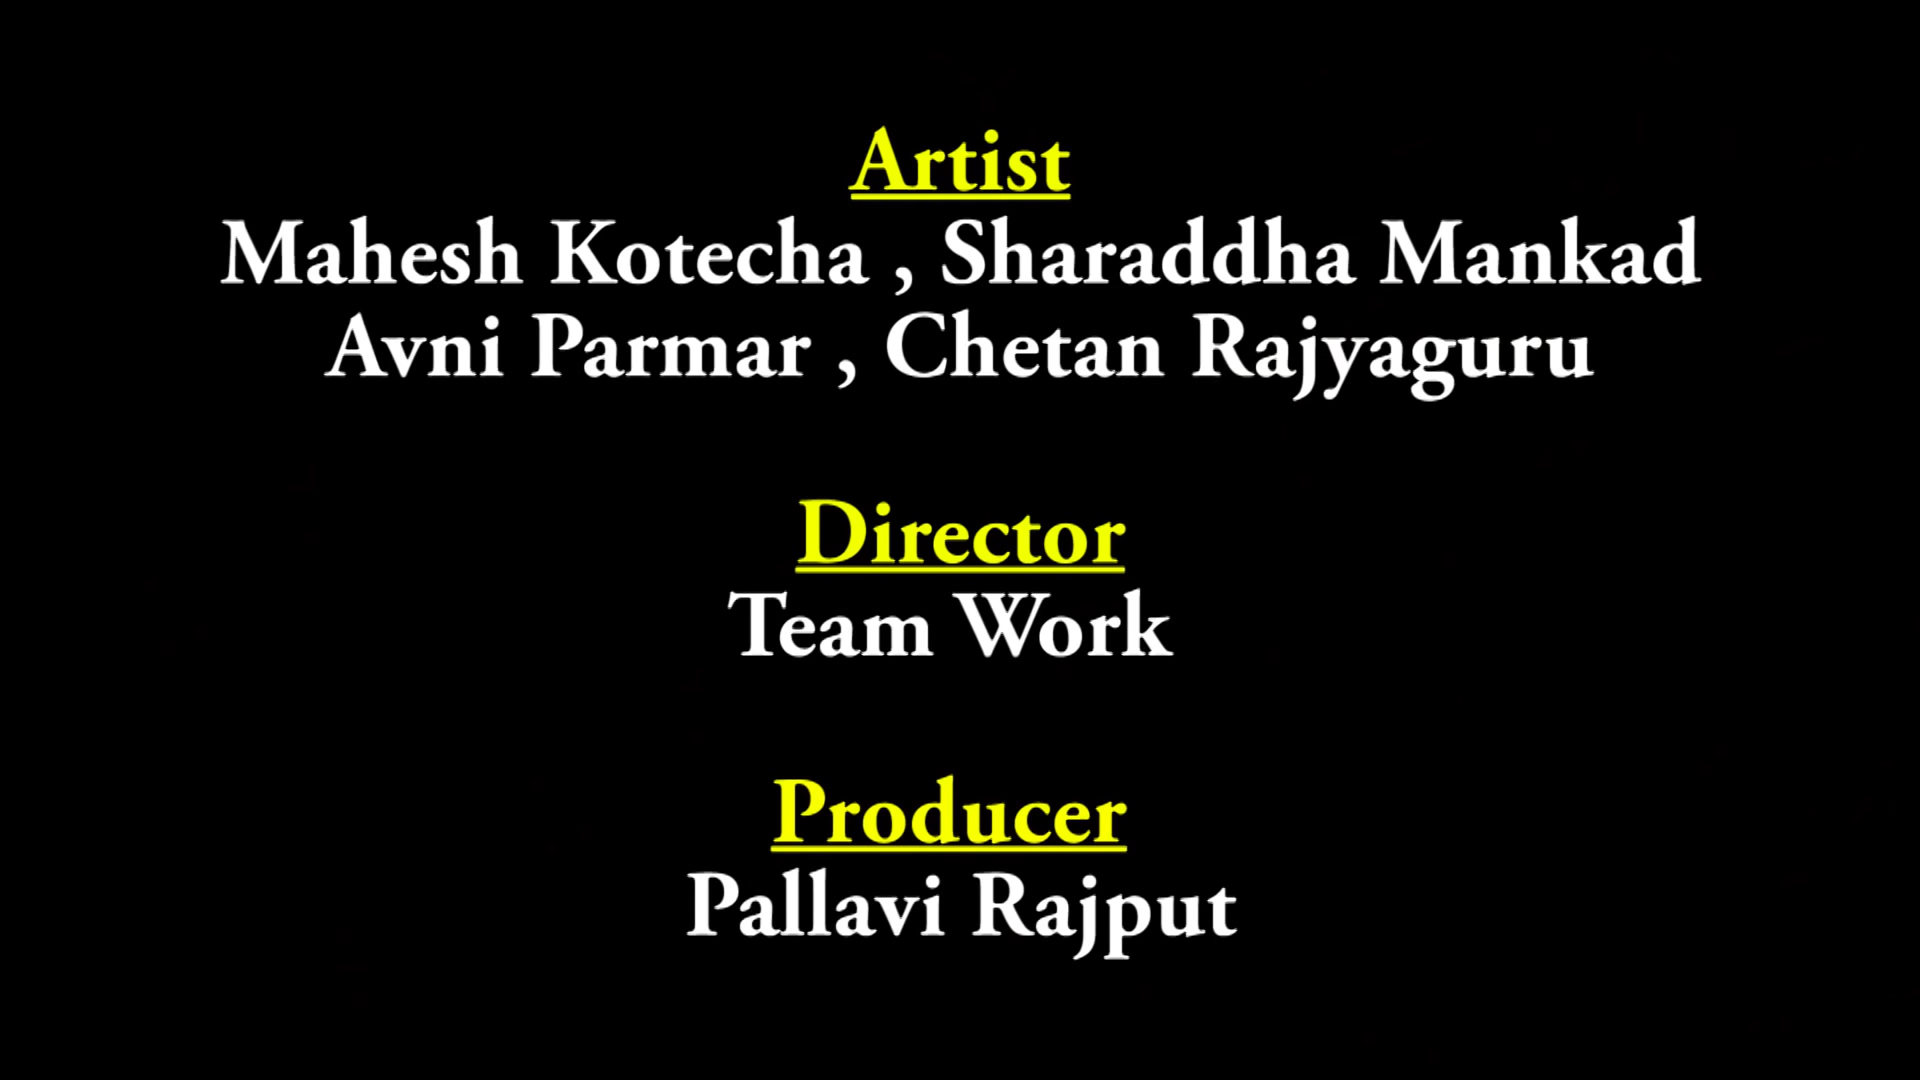 Artist
Mahesh Kotecha , Sharaddha Mankad
Avni Parmar , Chetan Rajyaguru
Director
Team Work
Producer
Pallavi Rajput